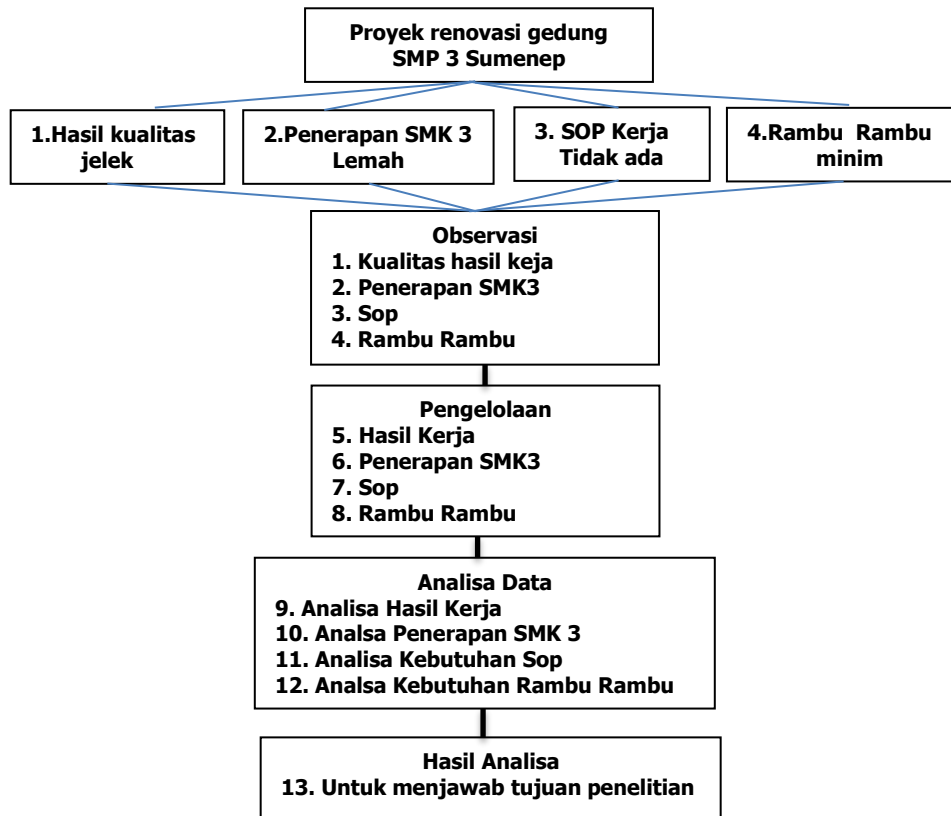 Proyek renovasi gedung
SMP 3 Sumenep
1.Hasil kualitas
jelek
2.Penerapan SMK 3
Lemah
3. SOP Kerja
Tidak ada
4.Rambu Rambu
minim
Observasi
1. Kualitas hasil keja
2. Penerapan SMK3
3. Sop
4. Rambu Rambu
Pengelolaan
5. Hasil Kerja
6. Penerapan SMK3
7. Sop
8. Rambu Rambu
Analisa Data
9. Analisa Hasil Kerja
10. Analsa Penerapan SMK 3
11. Analisa Kebutuhan Sop
12. Analsa Kebutuhan Rambu Rambu
Hasil Analisa
13. Untuk menjawab tujuan penelitian